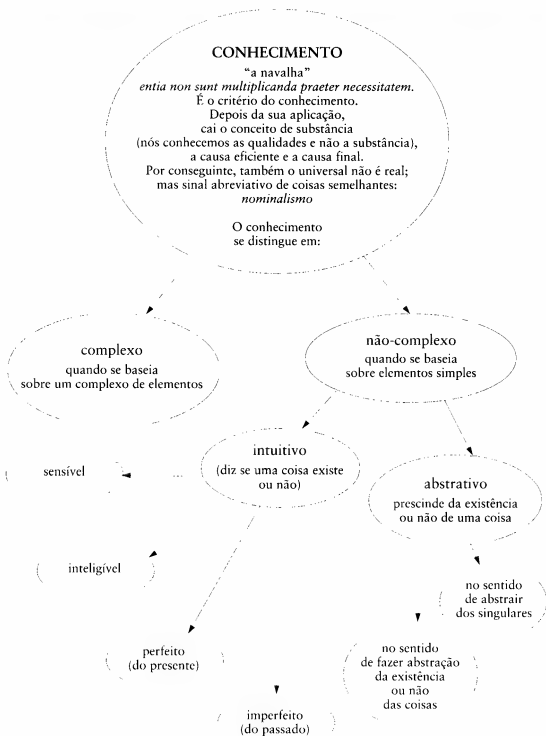 CONHECIMENTO
“a navalha”
entia non sunt multiplicanda praeter necessitatem.
É o critério do conhecimento.
Depois da sua aplicação,
cai o conceito de substância
(nós conhecemos as qualidades e não a substância),
a causa eficiente e a causa final.
Por conseguinte, também o universal não é real;
mas sinal abreviativo de coisas semelhantes:
nominalismo
O conhecimento
se distingue em:
complexo
quando se baseia
sobre um complexo de elementos
não-complexo
quando se baseia
sobre elementos simples
intuitivo
(diz se uma coisa existe
ou não)
abstrativo
prescinde da existência
ou não de uma coisa
sensível
inteligível
perfeito
(do presente)
imperfeito
(do passado)
no sentido
de fazer abstração
da existência
ou não
das coisas
no sentido
de abstrair
dos singulares